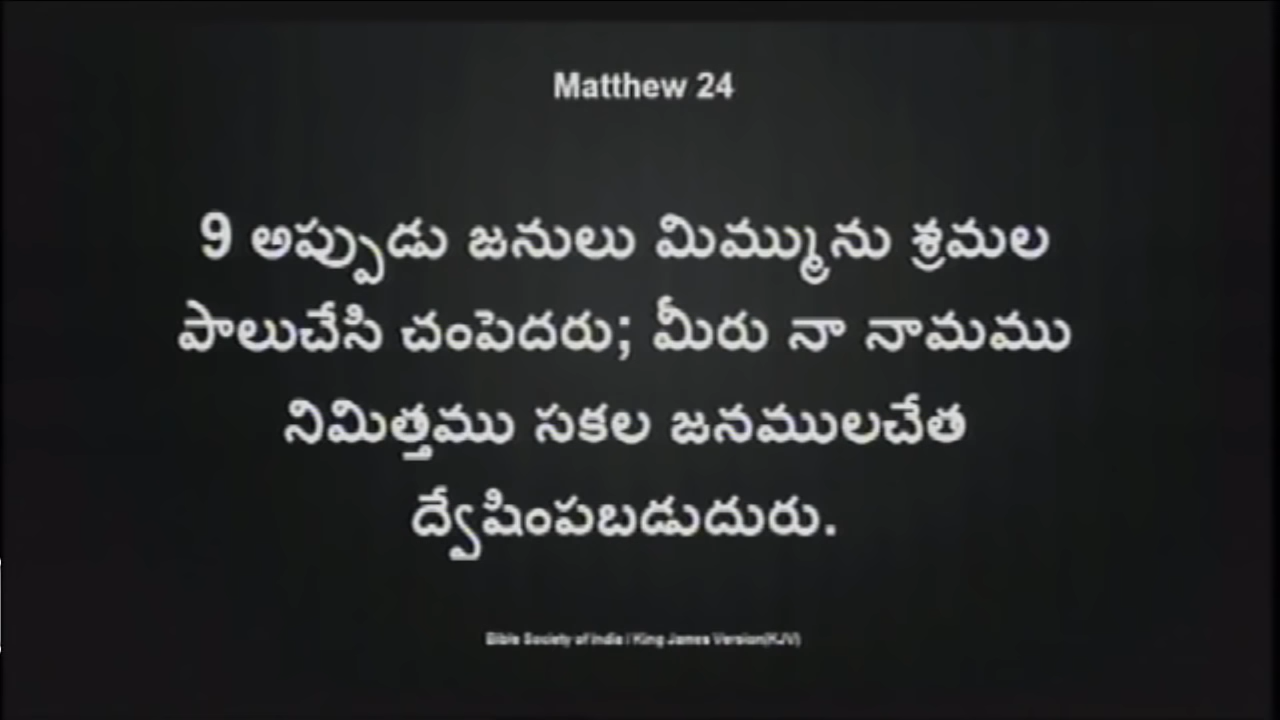 Matthew 24
9 అప్పుడు జనులు మిమ్మును శ్రమల
పాలుచేసి చంపెదరు; మీరు నా నామము
నిమిత్తము సకల జనములచేత
ద్వేషింపబడుదురు.
Bible Society of India / King James Version(KJV)